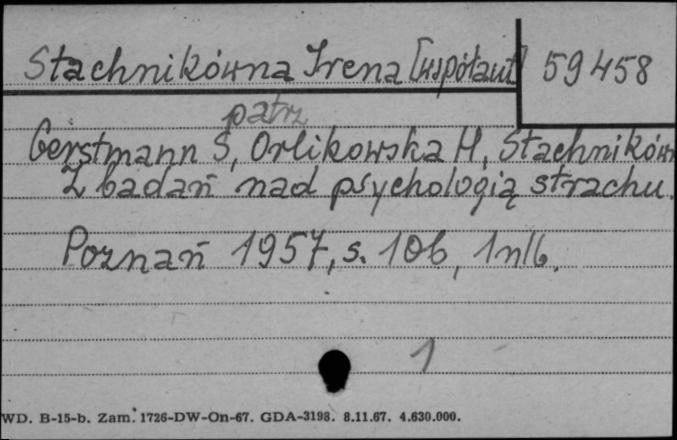 Stachnikówna Irena [współaut] 59458
patrz
Gerstmann S, Orlikowska H, Stachnikówn
Z badań nad psychologią strachu.
Poznań 1957, s. 106, 1nlb.
1
WD. B-15-b. Zam. 1726-DW-On-67. GDA-3198. 8.11.67. 4.630.000.